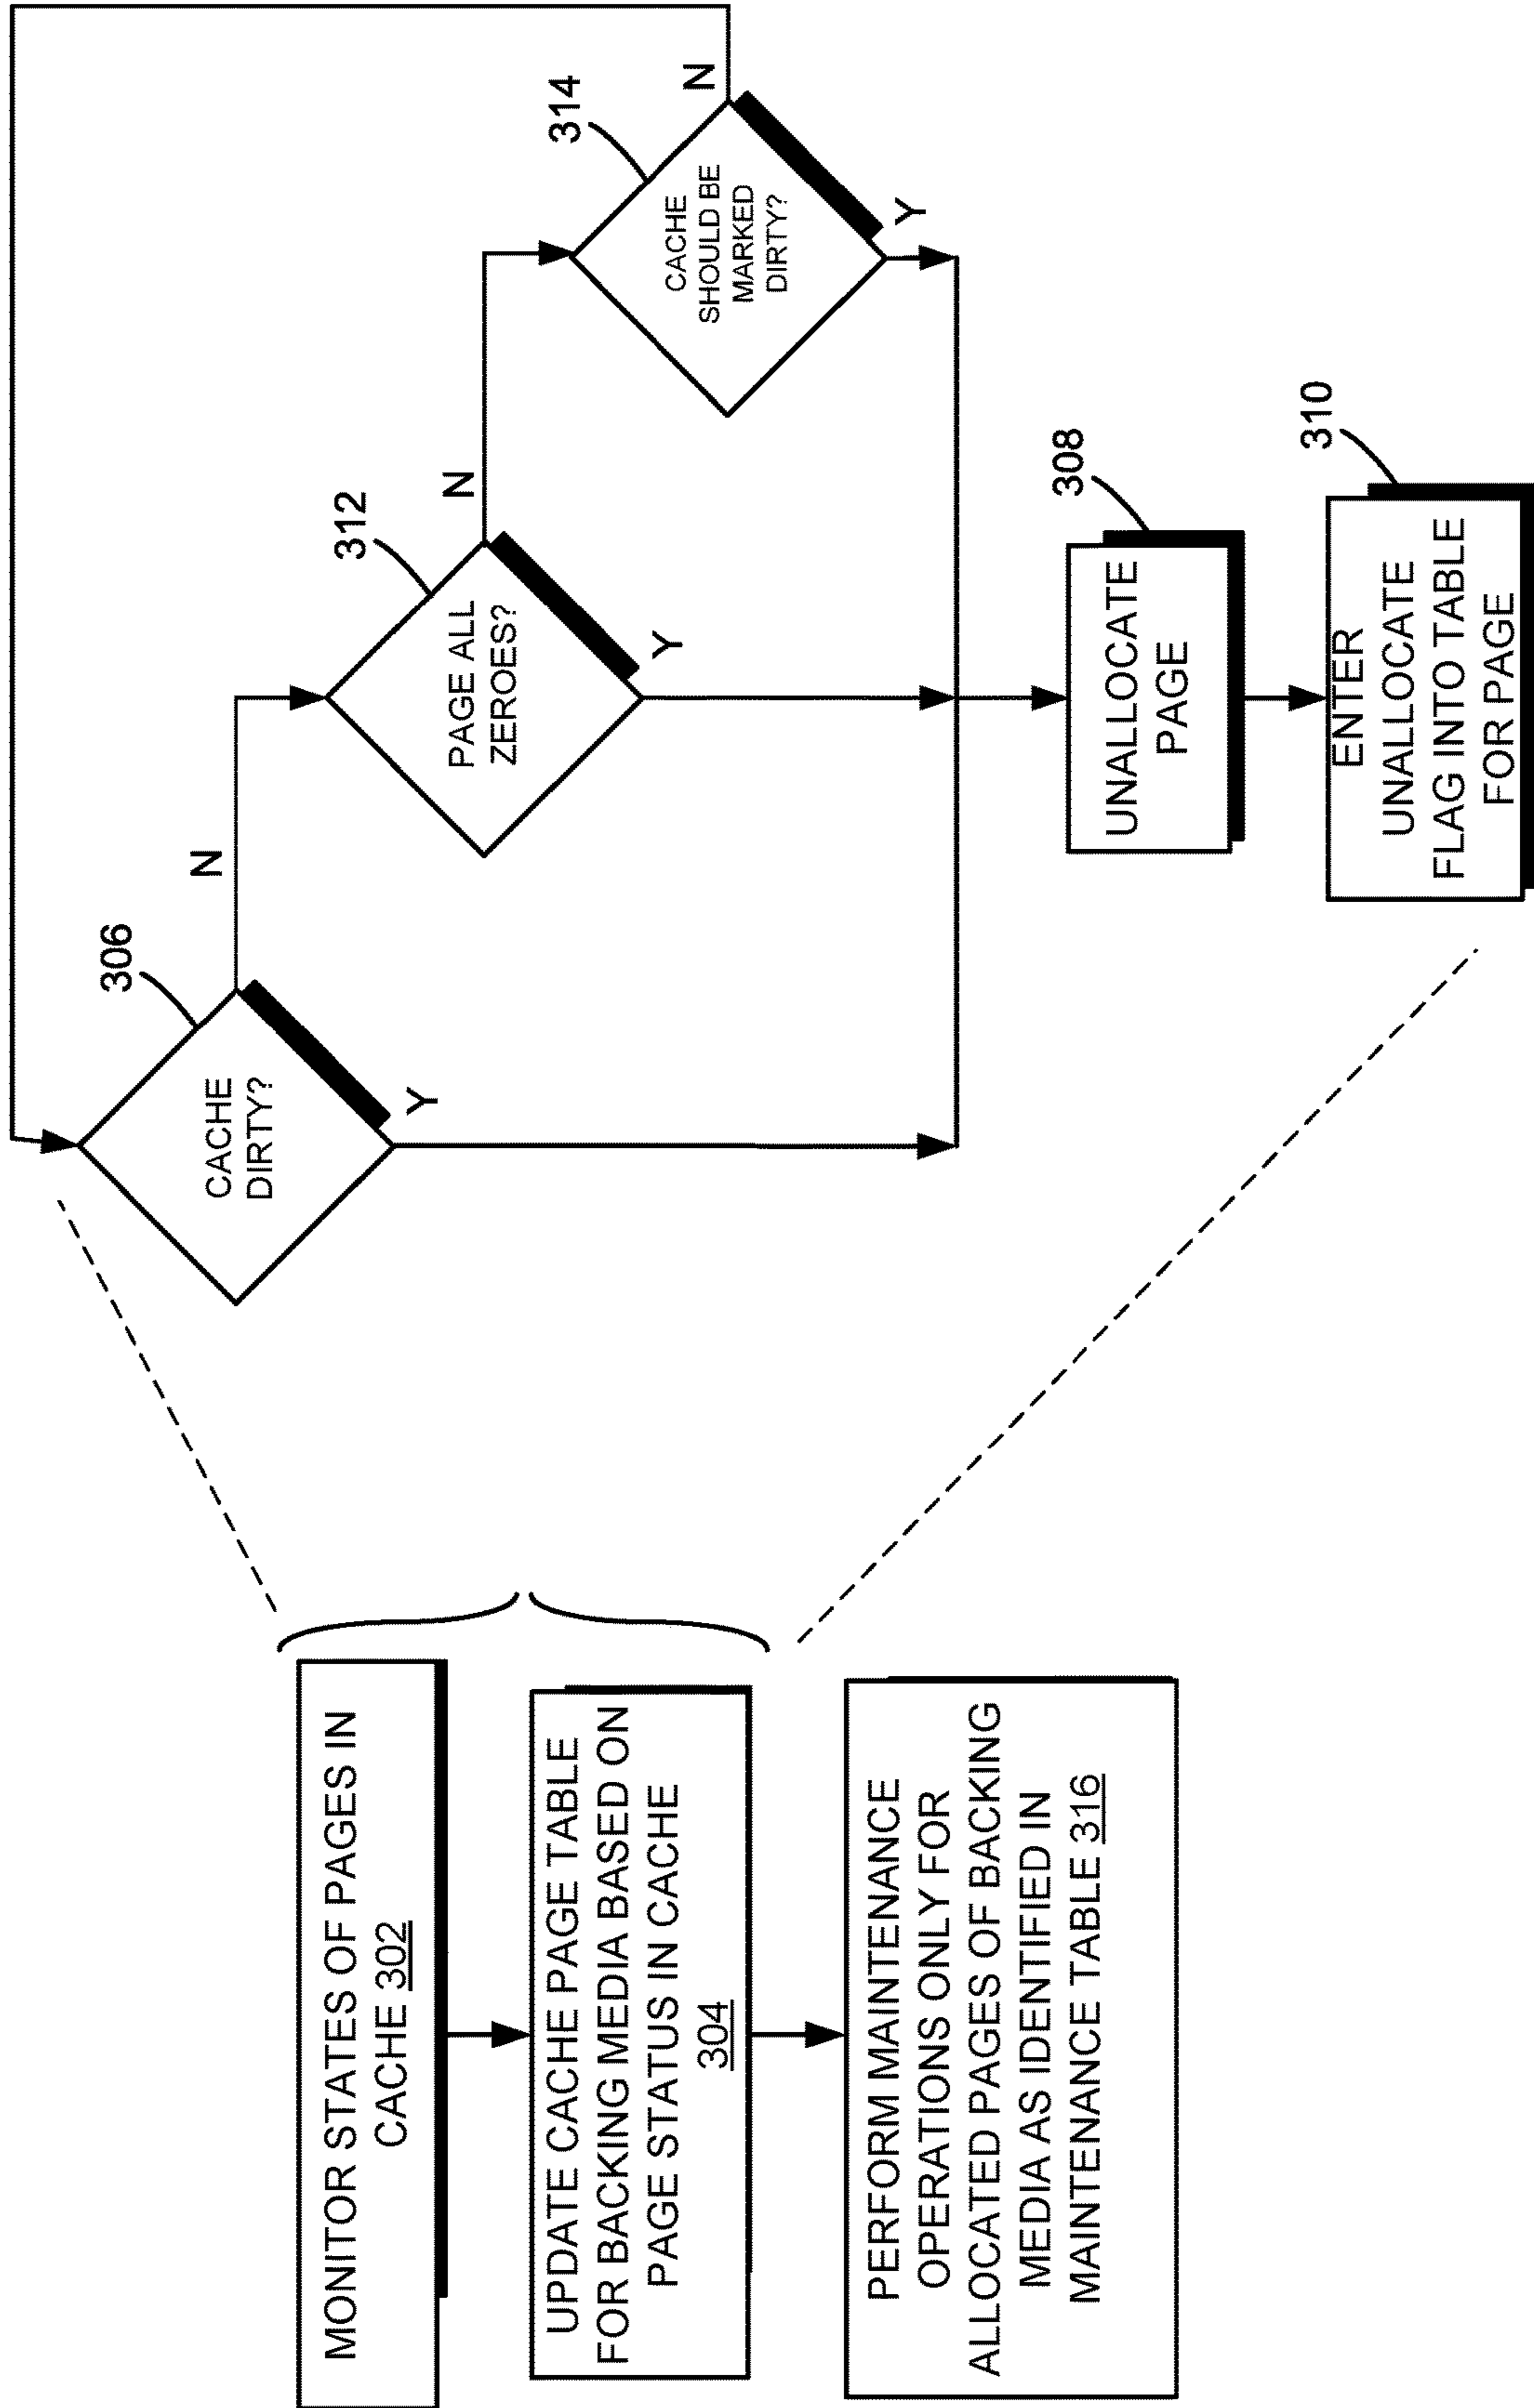 MONITOR STATES OF PAGES IN
CACHE 302
UPDATE CACHE PAGE TABLE
FOR BACKING MEDIA BASED ON
PAGE STATUS IN CACHE
304
PERFORM MAINTENANCE
OPERATIONS ONLY FOR
ALLOCATED PAGES OF BACKING
MEDIA AS IDENTIFIED IN
MAINTENANCE TABLE 316
306
CACHE
DIRTY?
N
Y
312
PAGE ALL
ZEROES?
N
Y
314
CACHE
SHOULD BE
MARKED
DIRTY?
N
Y
308
UNALLOCATE
PAGE
310
ENTER
UNALLOCATE
FLAG INTO TABLE
FOR PAGE